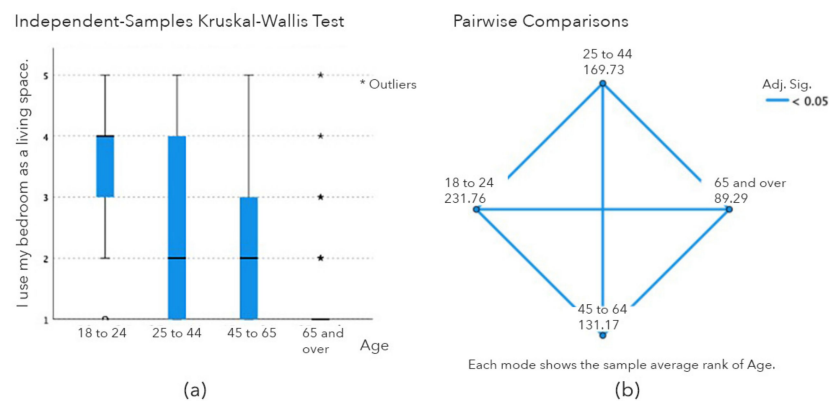 Independent-Samples Kruskal-Wallis Test
Pairwise Comparisons
I use my bedroom as a living space.
5
4
3
2
1
* Outliers
18 to 24
25 to 44
45 to 65
65 and over
Age
(a)
25 to 44
169.73
Adj. Sig.
< 0.05
18 to 24
231.76
65 and over
89.29
45 to 64
131.17
Each mode shows the sample average rank of Age.
(b)